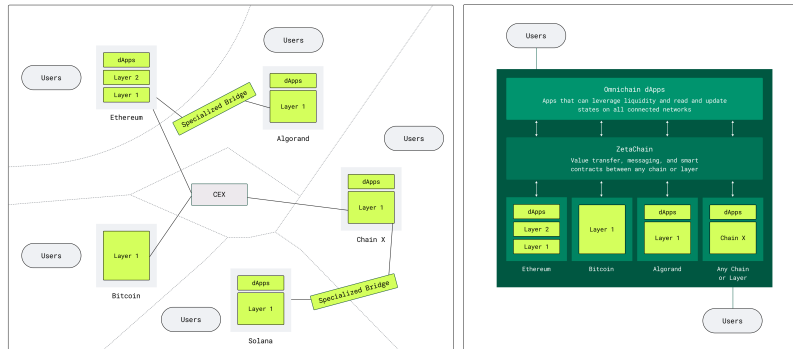 Users
Users
dApps
Layer 2
Layer 1
Ethereum
Specialized Bridge
dApps
Layer 1
Algorand
Users
CEX
dApps
Layer 1
Chain X
Users
Layer 1
Bitcoin
Users
dApps
Layer 1
Solana
Specialized Bridge
Users
Omnichain dApps
Apps that can leverage liquidity and read and update
states on all connected networks
ZetaChain
Value transfer, messaging, and smart
contracts between any chain or layer
dApps
Layer 2
Layer 1
Ethereum
Layer 1
Bitcoin
dApps
Layer 1
Algorand
dApps
Chain X
Any Chain
or Layer
Users